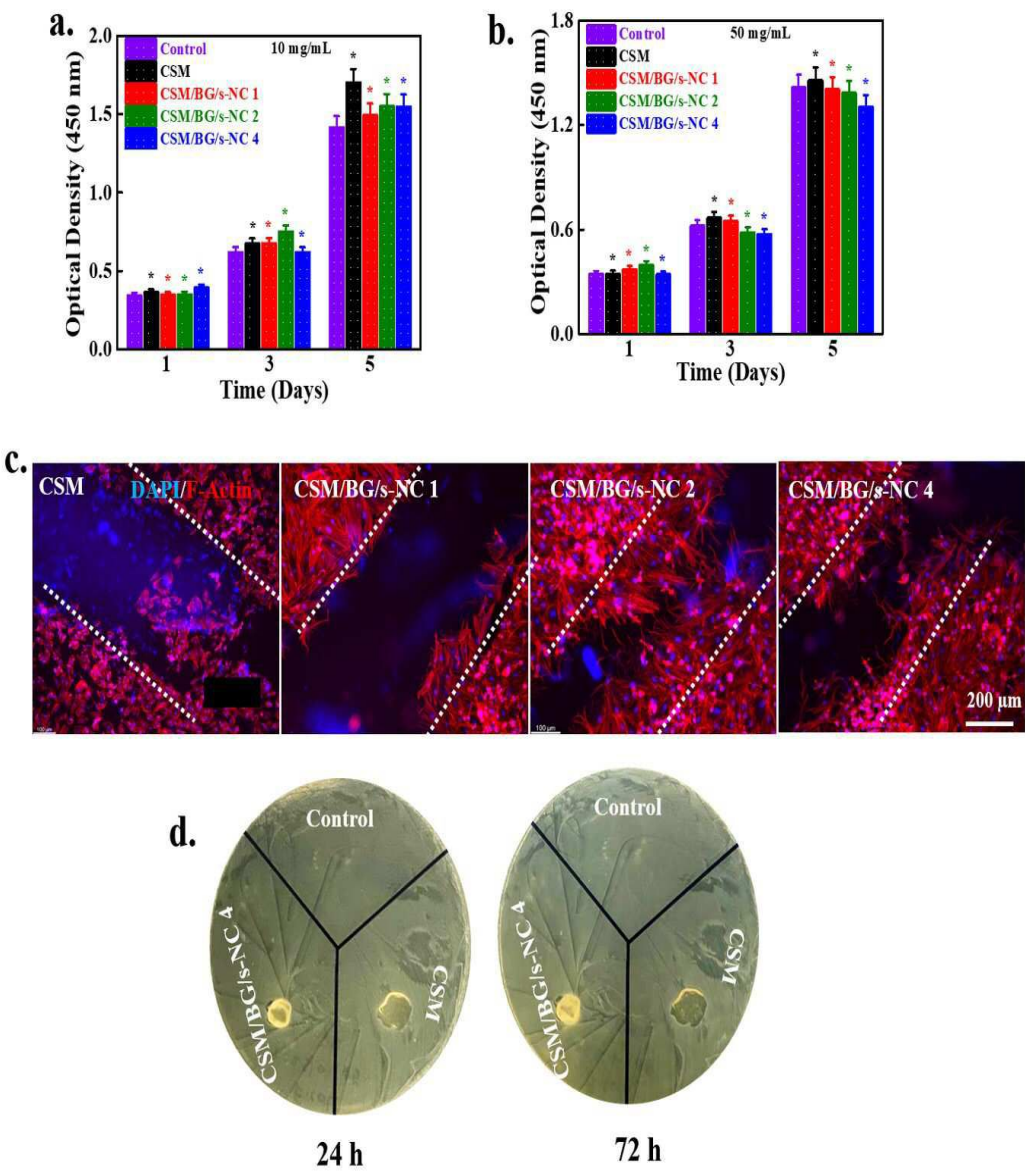 a.
2.0
1.5
1.0
0.5
0.0
Optical Density (450 nm)
Control
CSM
CSM/BG/s-NC 1
CSM/BG/s-NC 2
CSM/BG/s-NC 4
10 mg/mL
* * * *
* * * *
* * * *
1 3 5
Time (Days)
b.
1.8
1.2
0.6
0.0
Optical Density (450 nm)
Control
CSM
CSM/BG/s-NC 1
CSM/BG/s-NC 2
CSM/BG/s-NC 4
50 mg/mL
* * * *
* * * *
* * * *
1 3 5
Time (Days)
c.
CSM
DAPI/F-Actin
100 µm
CSM/BG/s-NC 1
CSM/BG/s-NC 2
100 µm
CSM/BG/s-NC 4
200 µm
d.
Control
CSM/BG/s-NC 4
CSM
24 h
Control
CSM/BG/s-NC 4
CSM
72 h